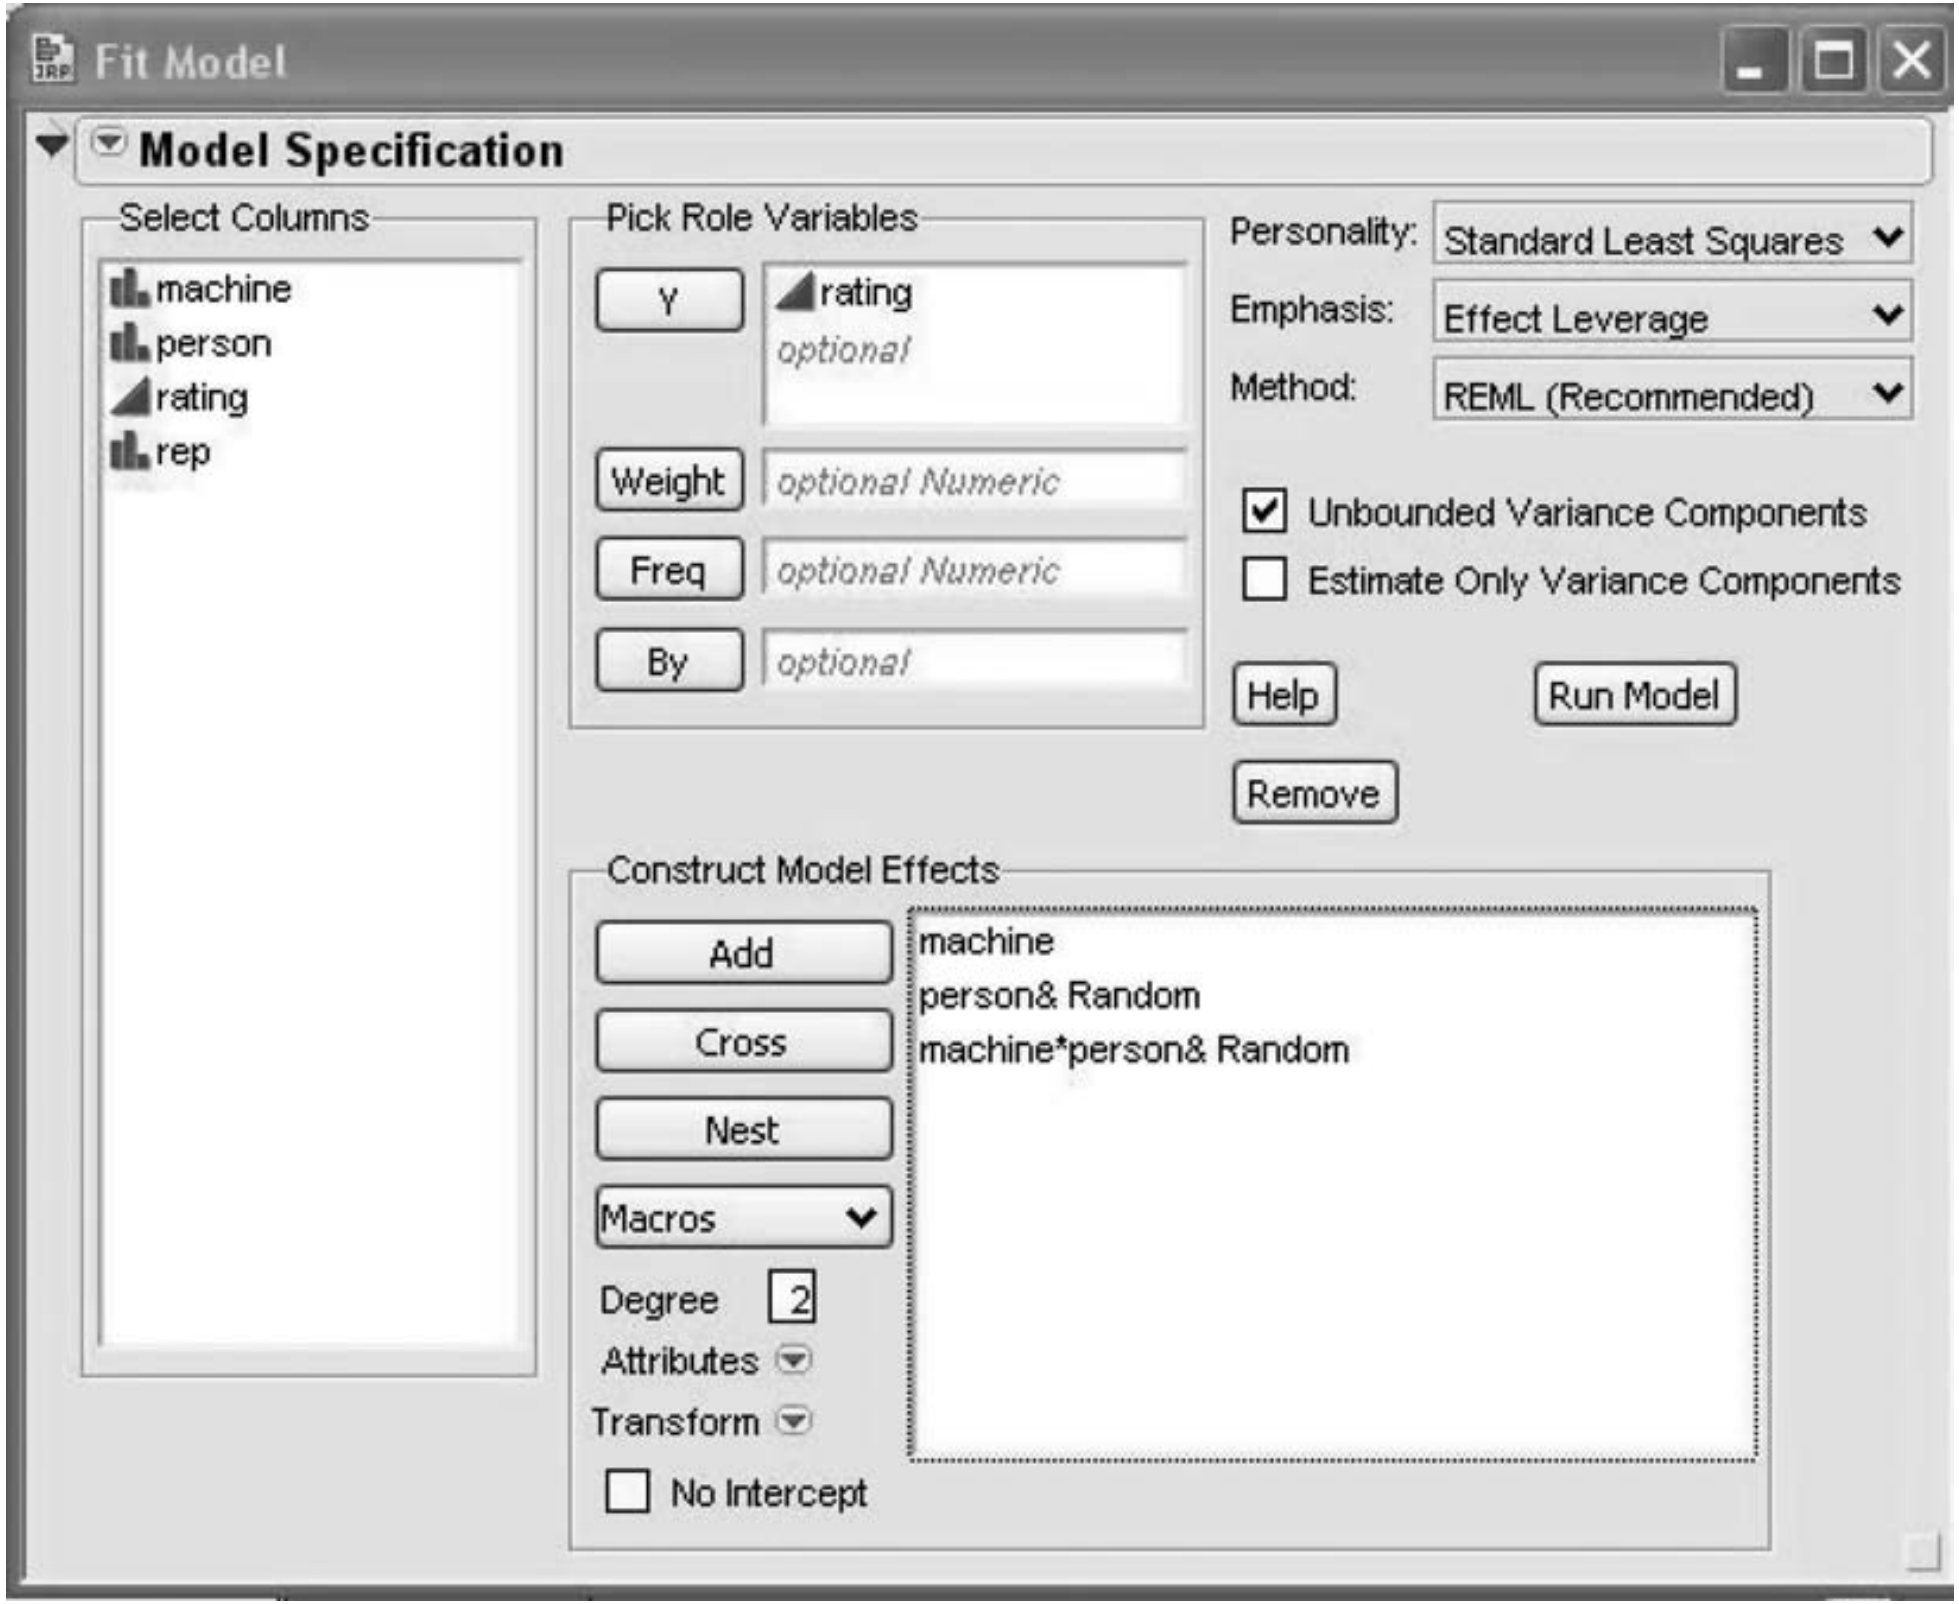 Fit Model
Model Specification
Select Columns
machine
person
rating
rep
Pick Role Variables
Y
rating
optional
Weight
optional Numeric
Freq
optional Numeric
By
optional
Personality:
Standard Least Squares
Emphasis:
Effect Leverage
Method:
REML (Recommended)
Unbounded Variance Components
Estimate Only Variance Components
Help
Run Model
Remove
Construct Model Effects
Add
Cross
Nest
Macros
Degree 2
Attributes
Transform
No Intercept
machine
person& Random
machine*person& Random